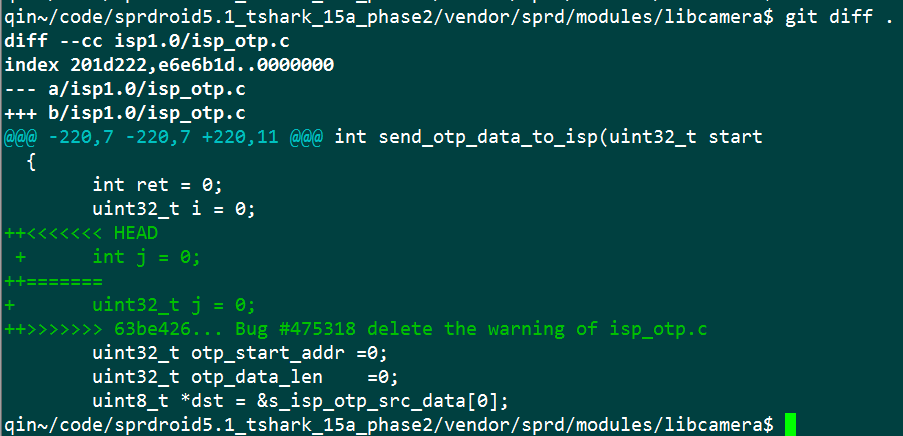 qin~/code/sprdroid5.1_tshark_15a_phase2/vendor/sprd/modules/libcamera$ git diff .
diff --cc isp1.0/isp_otp.c
index 201d222,e6e6b1d..0000000
--- a/isp1.0/isp_otp.c
+++ b/isp1.0/isp_otp.c
@@@ -220,7 -220,7 +220,11 @@@ int send_otp_data_to_isp(uint32_t start
  {
        int ret = 0;
        uint32_t i = 0;
++<<<<<<< HEAD
 +      int j = 0;
++=======
+       uint32_t j = 0;
++>>>>>>> 63be426... Bug #475318 delete the warning of isp_otp.c
        uint32_t otp_start_addr =0;
        uint32_t otp_data_len    =0;
        uint8_t *dst = &s_isp_otp_src_data[0];
qin~/code/sprdroid5.1_tshark_15a_phase2/vendor/sprd/modules/libcamera$